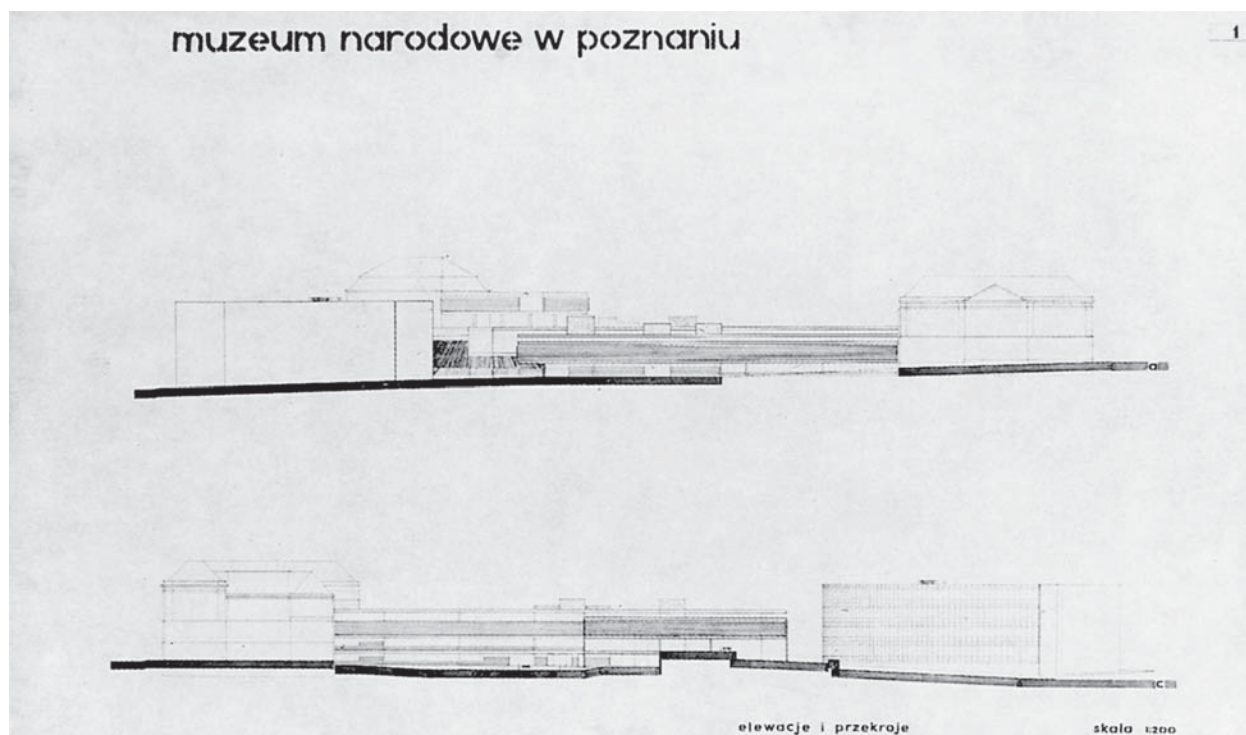 muzeum narodowe w poznaniu
1
a
c
elewacje i przekroje
skala 1:200